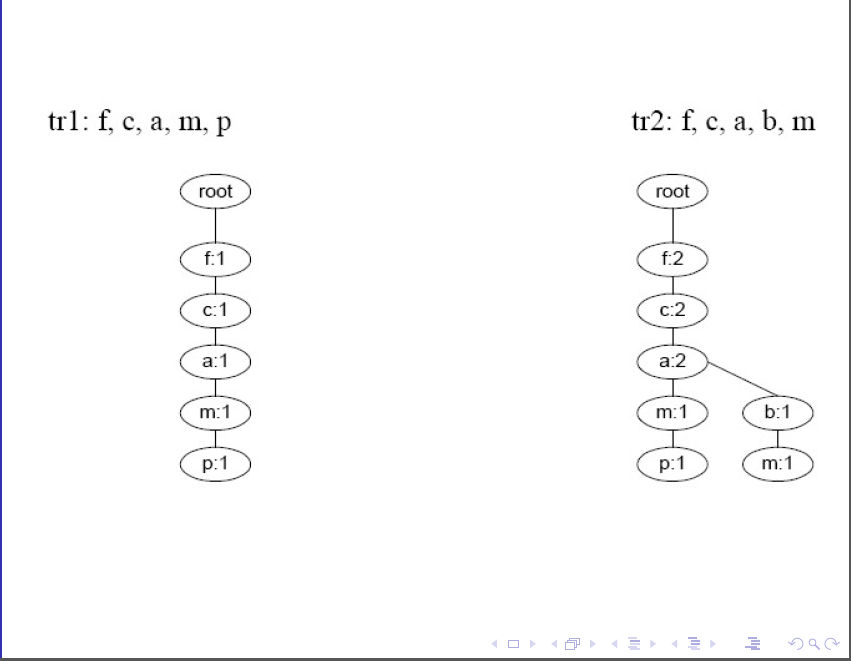 tr1: f, c, a, m, p
root
f:1
c:1
a:1
m:1
p:1
tr2: f, c, a, b, m
root
f:2
c:2
a:2
m:1
b:1
p:1
m:1